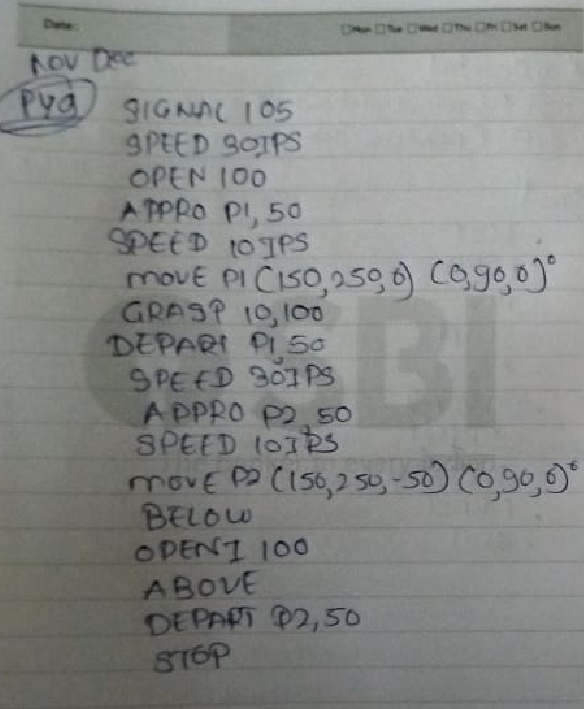 Date: ☐Mon ☐Tue ☐Wed ☐Thu ☐Fri ☐Sat ☐Sun
NOV Dec
PYQ SIGNAL 105
SPEED 30IPS
OPEN 100
APPRO P1, 50
SPEED 10IPS
MOVE P1 (150,250,0) (0,90,0)°
GRASP 10,100
DEPART P1,50
SPEED 30IPS
APPRO P2,50
SPEED 10IPS
MOVE P2 (150,250,-50) (0,90,0)°
BELOW
OPENI 100
ABOVE
DEPART P2,50
STOP
SBI